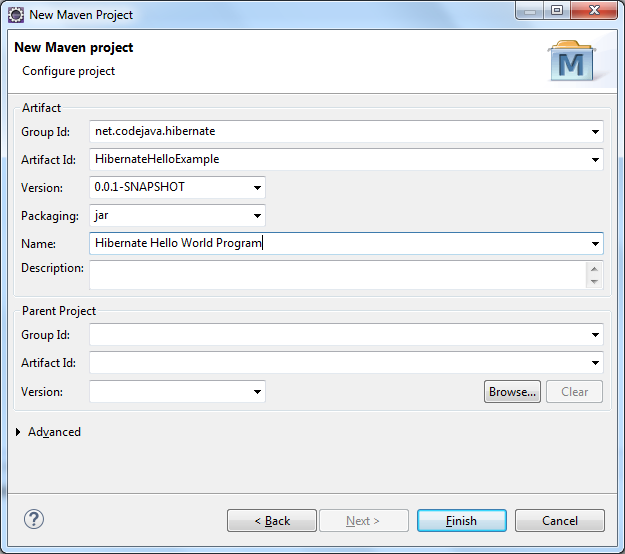 New Maven Project
New Maven project
Configure project
M
Artifact
Group Id: net.codejava.hibernate
Artifact Id: HibernateHelloExample
Version: 0.0.1-SNAPSHOT
Packaging: jar
Name: Hibernate Hello World Program
Description:
Parent Project
Group Id:
Artifact Id:
Version: Browse... Clear
Advanced
? < Back Next > Finish Cancel